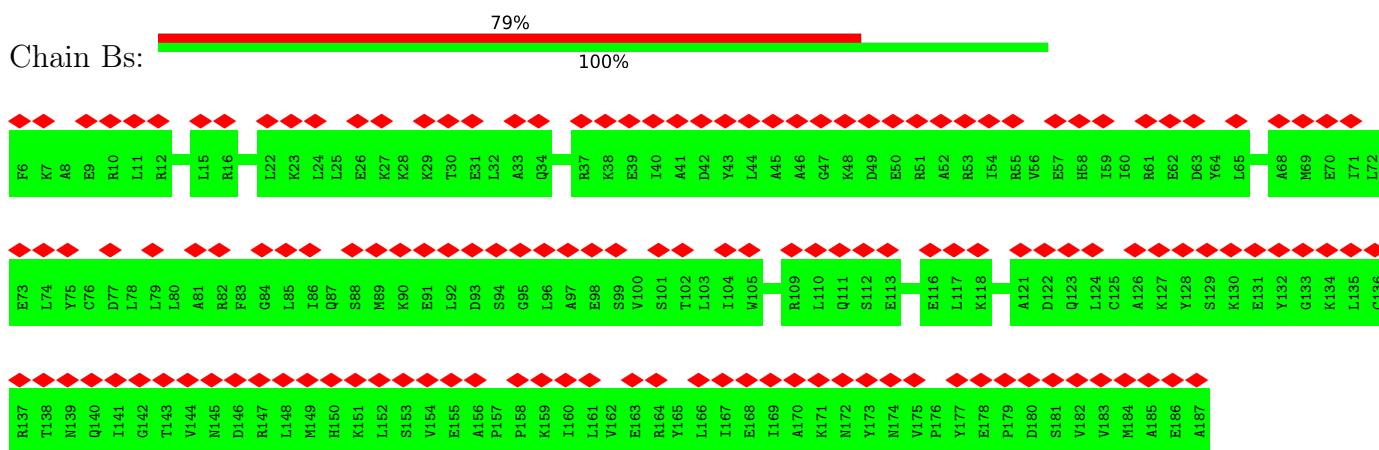 79%
Chain Bs:
100%
F6 K7 A8 E9 R10 L11 R12 L15 R16 L22 K23 L24 L25 E26 K27 K28 K29 T30 E31 L32 A33 Q34 R37 K38 E39 I40 A41 D42 Y43 L44 A45 A46 G47 K48 D49 E50 R51 A52 R53 I54 R55 V56 E57 H58 I59 I60 R61 E62 D63 Y64 L65 A68 M69 E70 I71 L72
E73 L74 Y75 C76 D77 L78 L79 L80 A81 R82 F83 G84 L85 I86 Q87 S88 M89 K90 E91 L92 D93 S94 G95 L96 A97 E98 S99 V100 S101 T102 L103 I104 W105 R109 L110 Q111 S112 E113 E116 L117 K118 A121 D122 Q123 L124 C125 A126 K127 Y128 S129 K130 E131 Y132 G133 K134 L135 C136
R137 T138 N139 Q140 I141 G142 T143 V144 N145 D146 R147 L148 M149 H150 K151 L152 S153 V154 E155 A156 P157 P158 K159 I160 L161 V162 E163 R164 Y165 L166 I167 E168 I169 A170 K171 N172 Y173 N174 V175 P176 Y177 E178 P179 D180 S181 V182 V183 M184 A185 E186 A187